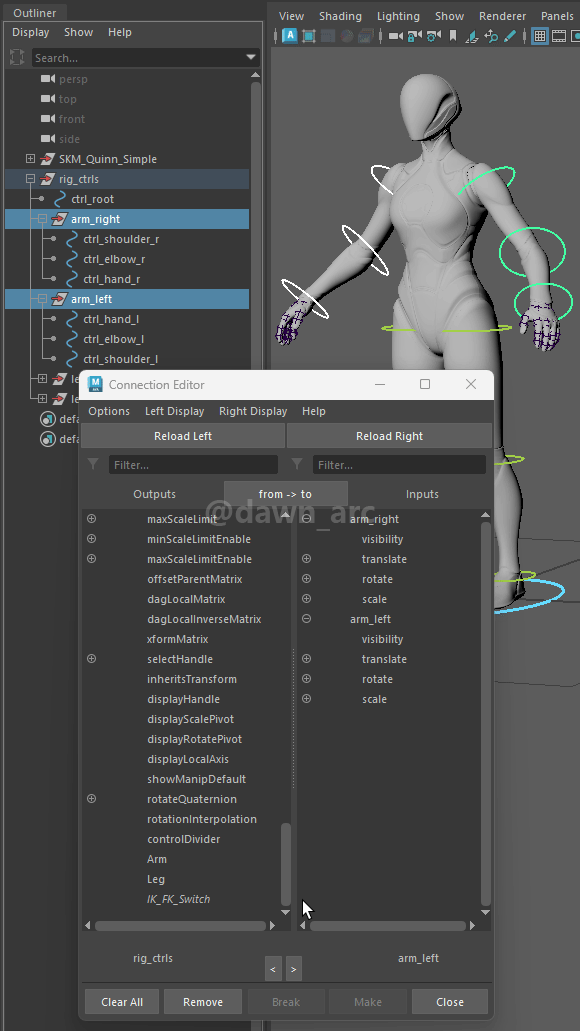 Outliner
Display Show Help
Search...
persp
top
front
side
SKM_Quinn_Simple
rig_ctrls
ctrl_root
arm_right
ctrl_shoulder_r
ctrl_elbow_r
ctrl_hand_r
arm_left
ctrl_hand_l
ctrl_elbow_l
ctrl_shoulder_l
le
le
defa
defa
View Shading Lighting Show Renderer Panels
Connection Editor
Options Left Display Right Display Help
Reload Left Reload Right
Filter... Filter...
Outputs from -> to Inputs
@dawn_arc
maxScaleLimit
minScaleLimitEnable
maxScaleLimitEnable
offsetParentMatrix
dagLocalMatrix
dagLocalInverseMatrix
xformMatrix
selectHandle
inheritsTransform
displayHandle
displayScalePivot
displayRotatePivot
displayLocalAxis
showManipDefault
rotateQuaternion
rotationInterpolation
controlDivider
Arm
Leg
IK_FK_Switch
arm_right
visibility
translate
rotate
scale
arm_left
visibility
translate
rotate
scale
rig_ctrls < > arm_left
Clear All Remove Break Make Close